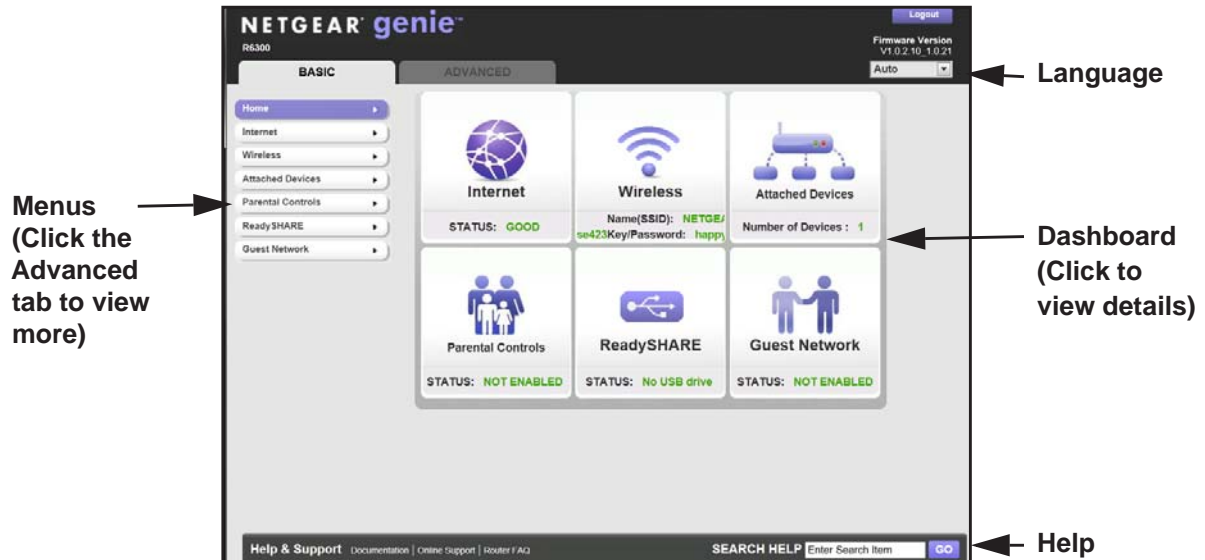 NETGEAR® genie™
R6300
Logout
Firmware Version
V1.0.2.10_1.0.21
Auto
BASIC
ADVANCED
Language
Home
Internet
Wireless
Attached Devices
Parental Controls
ReadySHARE
Guest Network
Menus
(Click the
Advanced
tab to view
more)
Internet
STATUS: GOOD
Wireless
Name(SSID): NETGEA
se423Key/Password: happy
Attached Devices
Number of Devices : 1
Dashboard
(Click to
view details)
Parental Controls
STATUS: NOT ENABLED
ReadySHARE
STATUS: No USB drive
Guest Network
STATUS: NOT ENABLED
Help & Support Documentation | Online Support | Router FAQ
SEARCH HELP Enter Search Item GO
Help